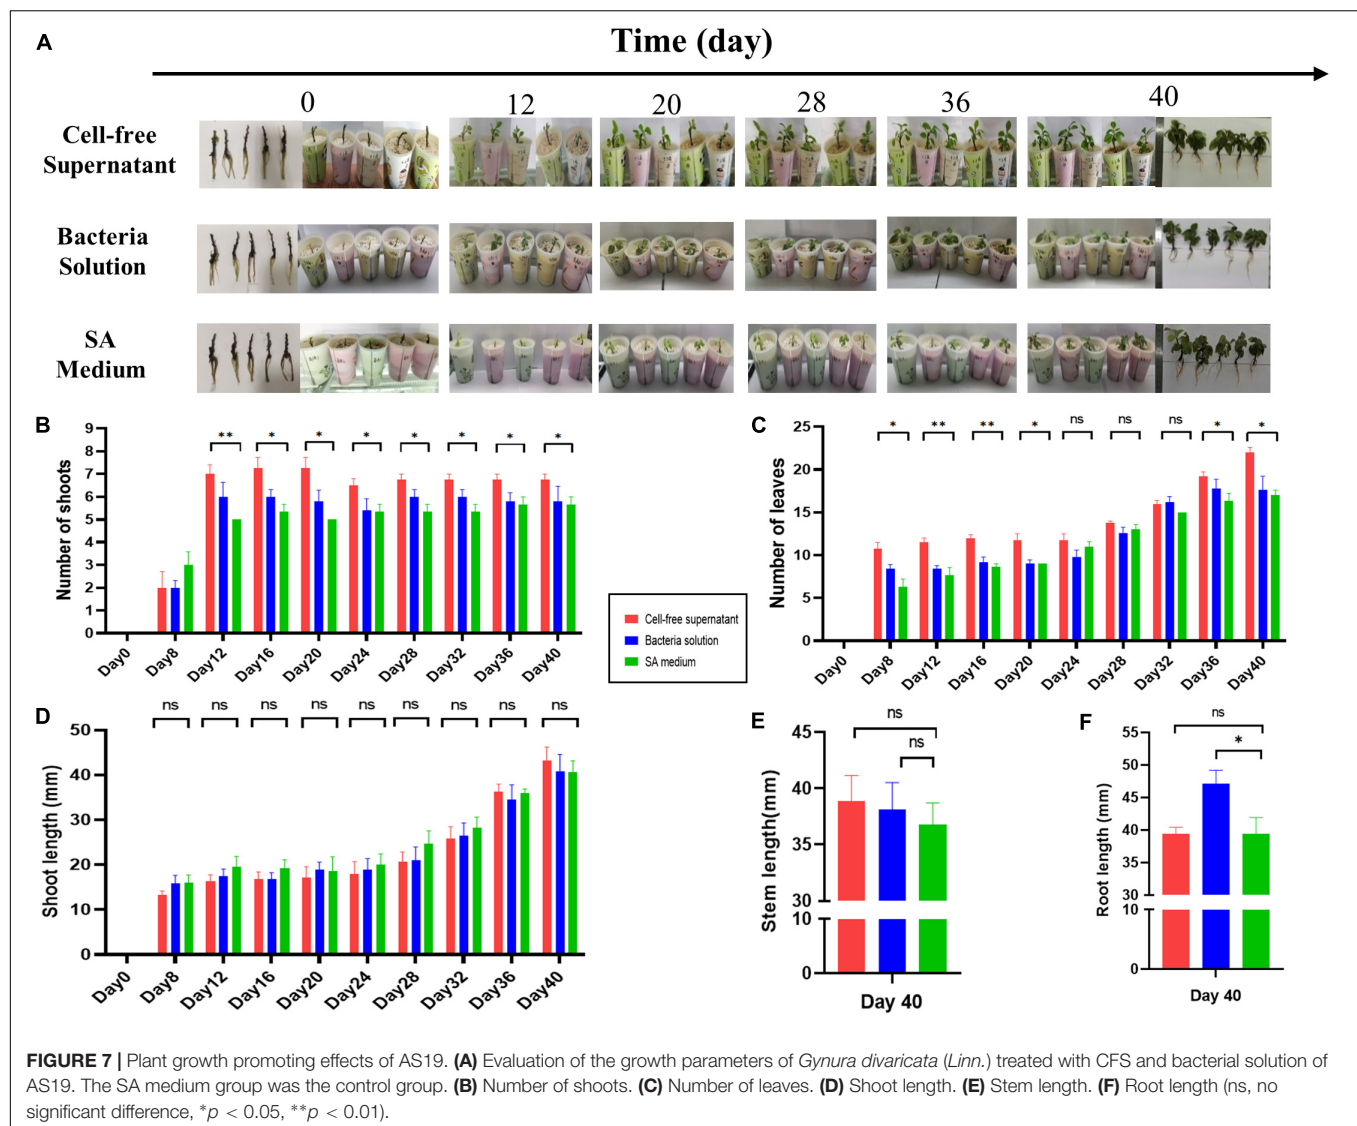 A
Time (day)
0 12 20 28 36 40
Cell-free
Supernatant
Bacteria
Solution
SA
Medium
B
Number of shoots
9
8
7
6
5
4
3
2
1
0
** * * * * * * *
Day0 Day8 Day12 Day16 Day20 Day24 Day28 Day32 Day36 Day40
Cell-free supernatant
Bacteria solution
SA medium
C
Number of leaves
25
20
15
10
5
0
* ** ** * ns ns ns * *
Day0 Day8 Day12 Day16 Day20 Day24 Day28 Day32 Day36 Day40
D
Shoot length (mm)
50
40
30
20
10
0
ns ns ns ns ns ns ns ns ns
Day0 Day8 Day12 Day16 Day20 Day24 Day28 Day32 Day36 Day40
E
Stem length(mm)
45
40
35
30
10
0
ns
ns
Day 40
F
Root length (mm)
55
50
45
40
35
30
10
0
ns
*
Day 40
FIGURE 7 | Plant growth promoting effects of AS19. (A) Evaluation of the growth parameters of Gynura divaricata (Linn.) treated with CFS and bacterial solution of
AS19. The SA medium group was the control group. (B) Number of shoots. (C) Number of leaves. (D) Shoot length. (E) Stem length. (F) Root length (ns, no
significant difference, *p < 0.05, **p < 0.01).